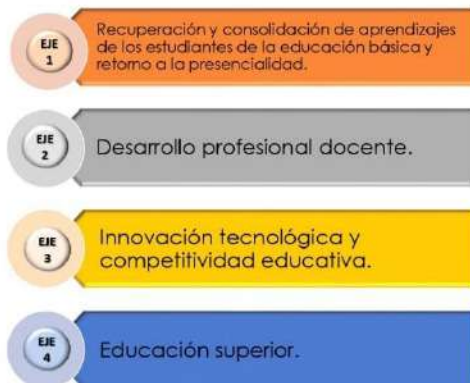 EJE
1
Recuperación y consolidación de aprendizajes
de los estudiantes de la educación básica y
retorno a la presencialidad.
EJE
2
Desarrollo profesional docente.
EJE
3
Innovación tecnológica y
competitividad educativa.
EJE
4
Educación superior.